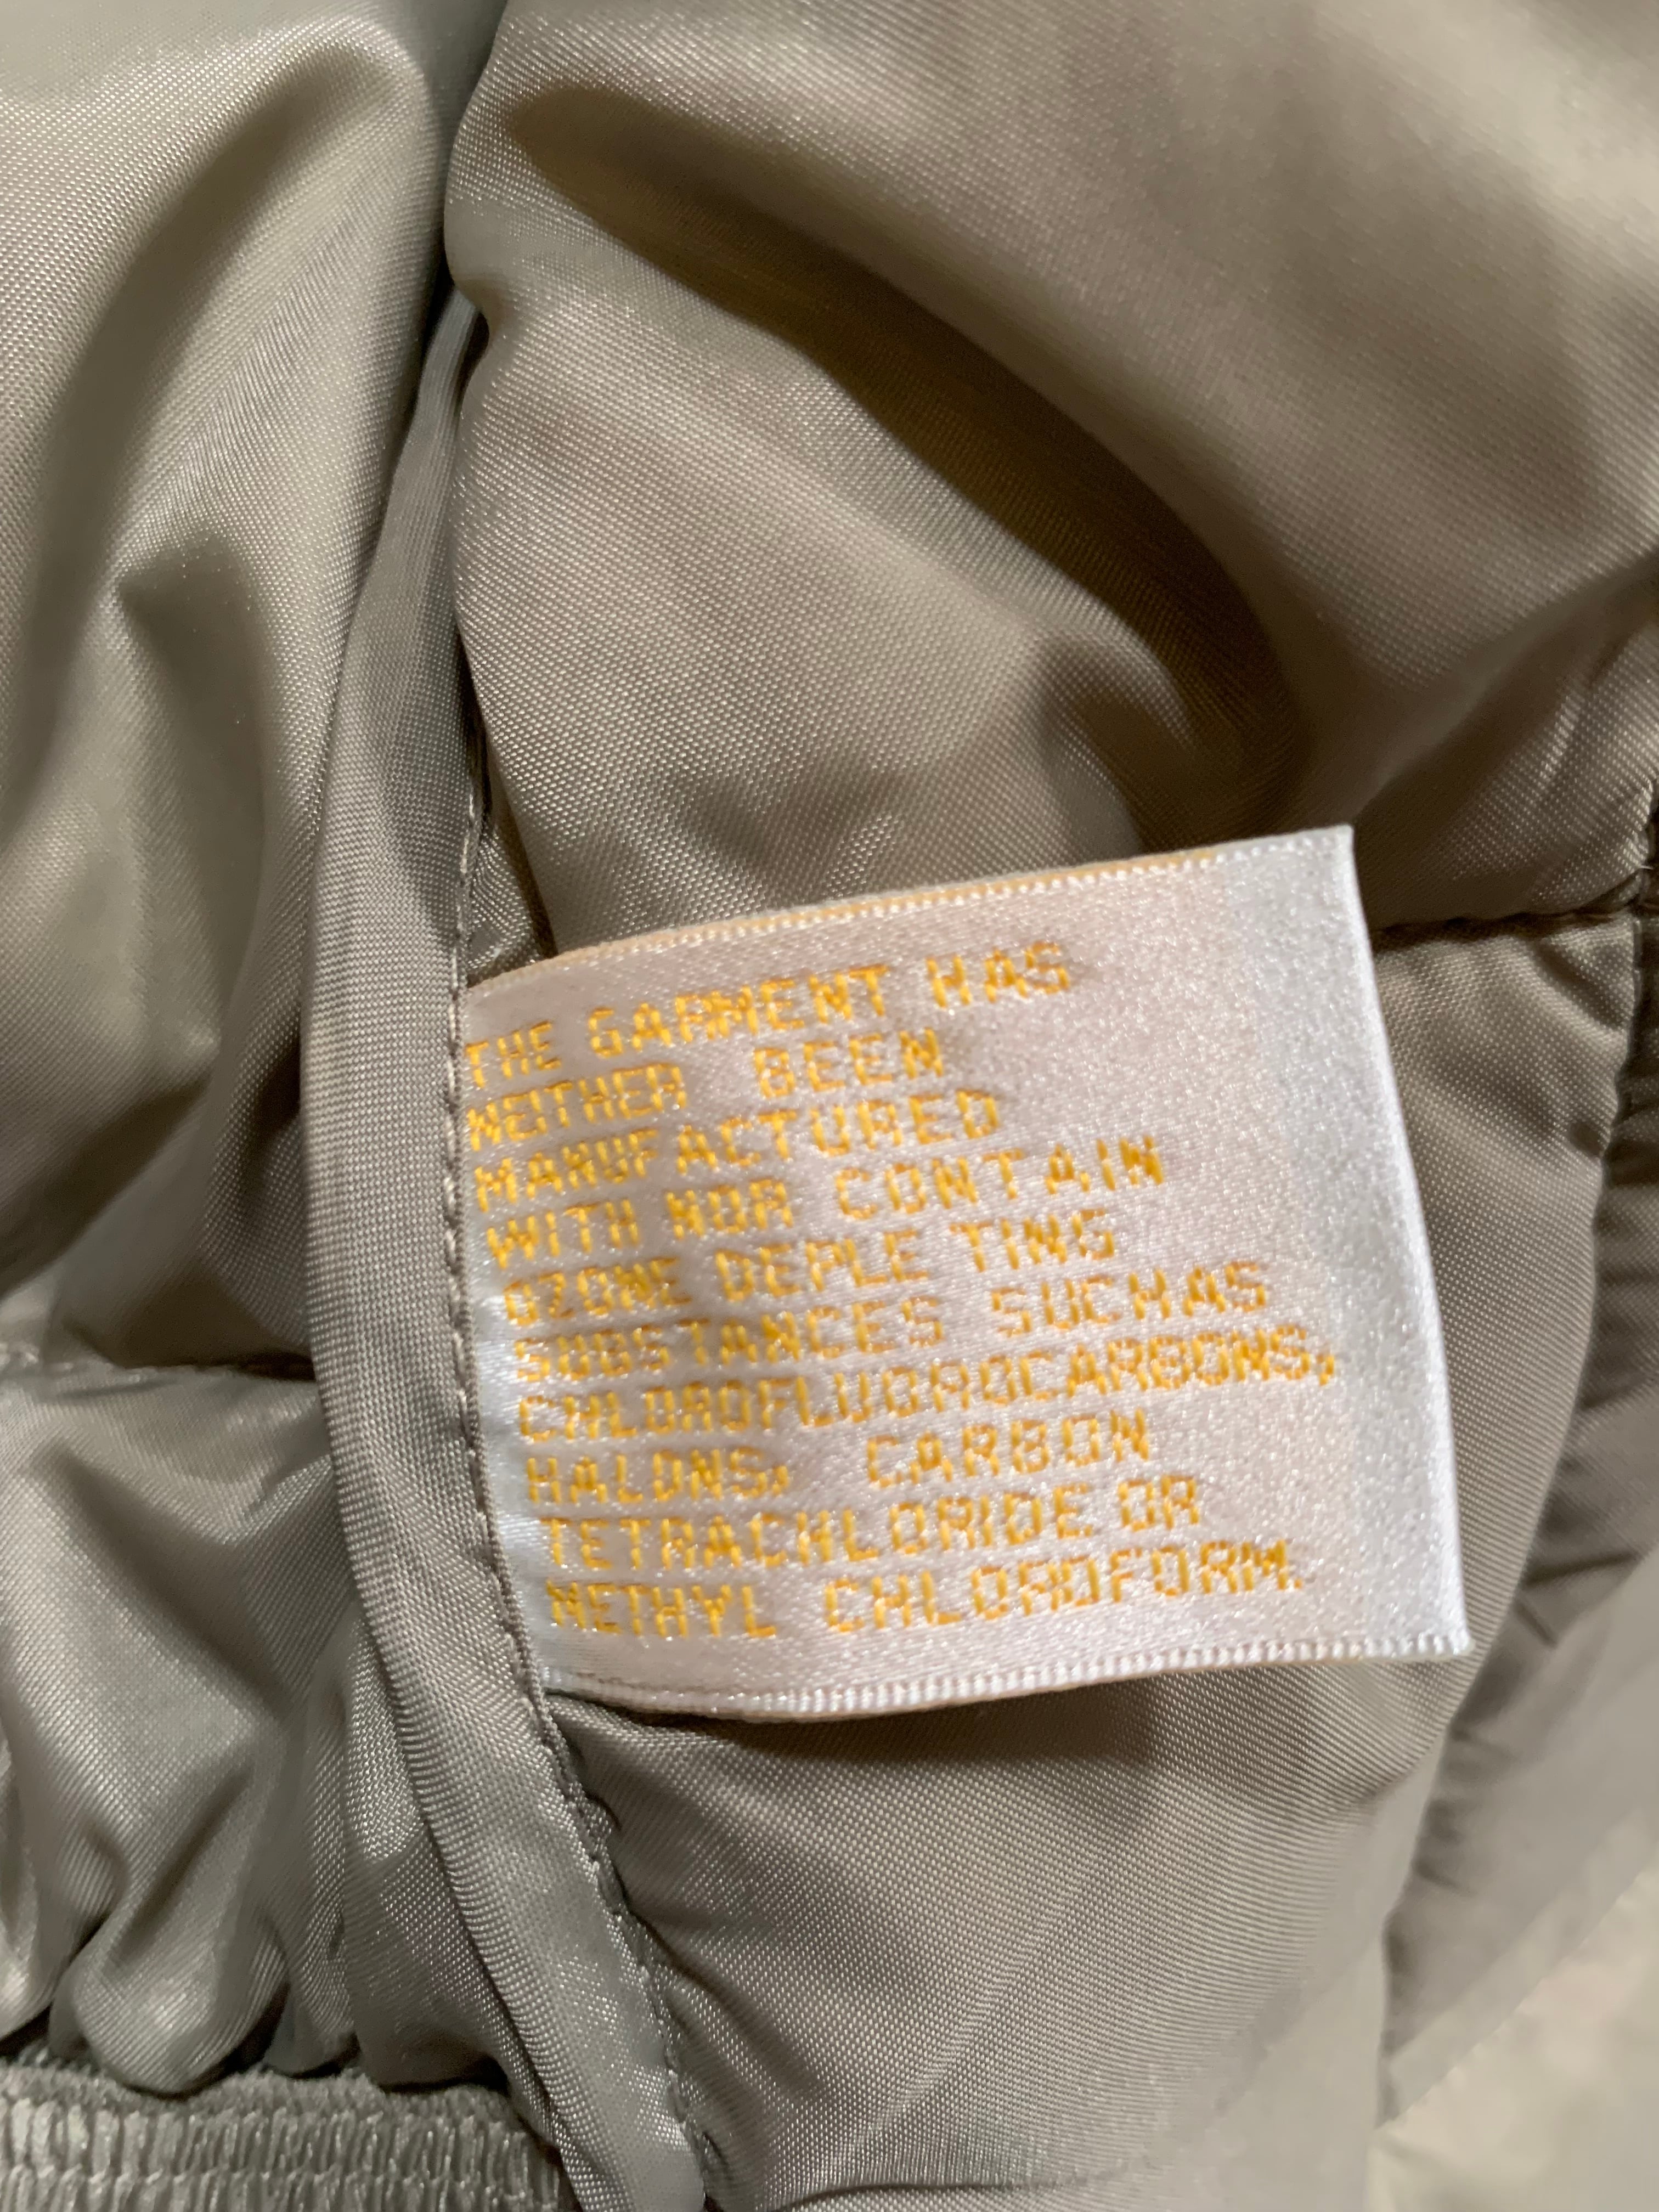 THE GARMENT HAS
NEITHER BEEN
MANUFACTURED
WITH NOR CONTAIN
OZONE DEPLE TING
SUBSTANCES SUCHAS
CHLOROFLUOROCARBONS,
HALONS, CARBON
TETRACHLORIDE OR
METHYL CHLOROFORM.